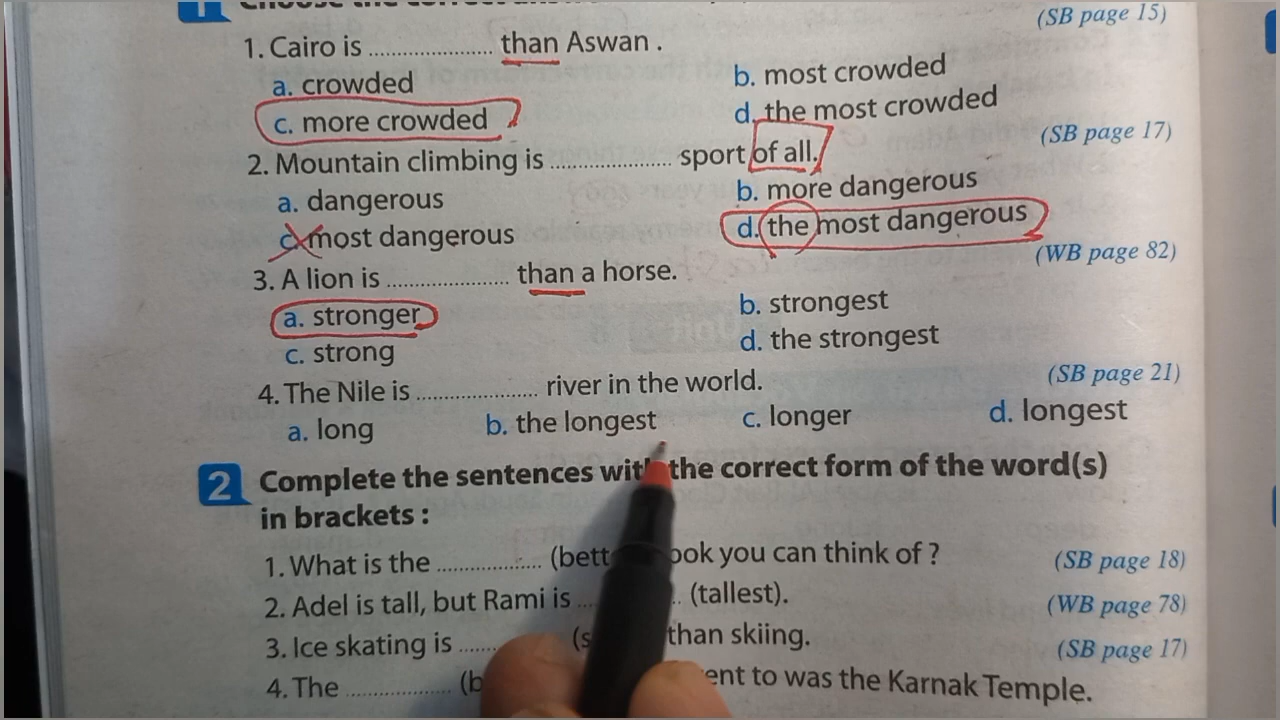 1 Choose the correct
(SB page 15)
1. Cairo is .................... than Aswan .
a. crowded b. most crowded
c. more crowded d. the most crowded
(SB page 17)
2. Mountain climbing is .................... sport of all.
a. dangerous b. more dangerous
c. most dangerous d. the most dangerous
(WB page 82)
3. A lion is .................... than a horse.
a. stronger b. strongest
c. strong d. the strongest
4. The Nile is .................... river in the world. (SB page 21)
a. long b. the longest c. longer d. longest
2 Complete the sentences with the correct form of the word(s)
in brackets :
1. What is the .................... (bett ook you can think of ? (SB page 18)
2. Adel is tall, but Rami is .... .. (tallest). (WB page 78)
3. Ice skating is ....... (s than skiing. (SB page 17)
4. The .................... (b ent to was the Karnak Temple.